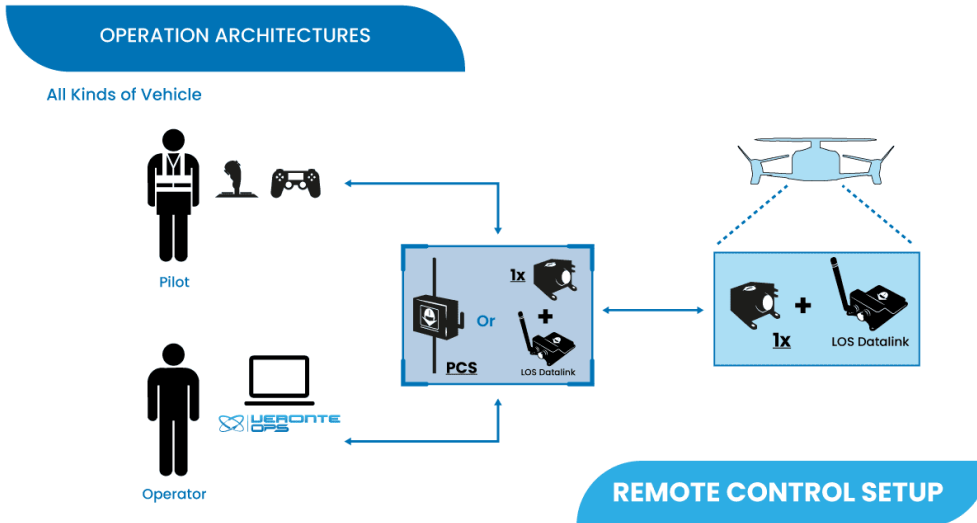 OPERATION ARCHITECTURES
All Kinds of Vehicle
Pilot
1x
+
Or
PCS
LOS Datalink
+
1x
LOS Datalink
VERONTE
OPS
Operator
REMOTE CONTROL SETUP